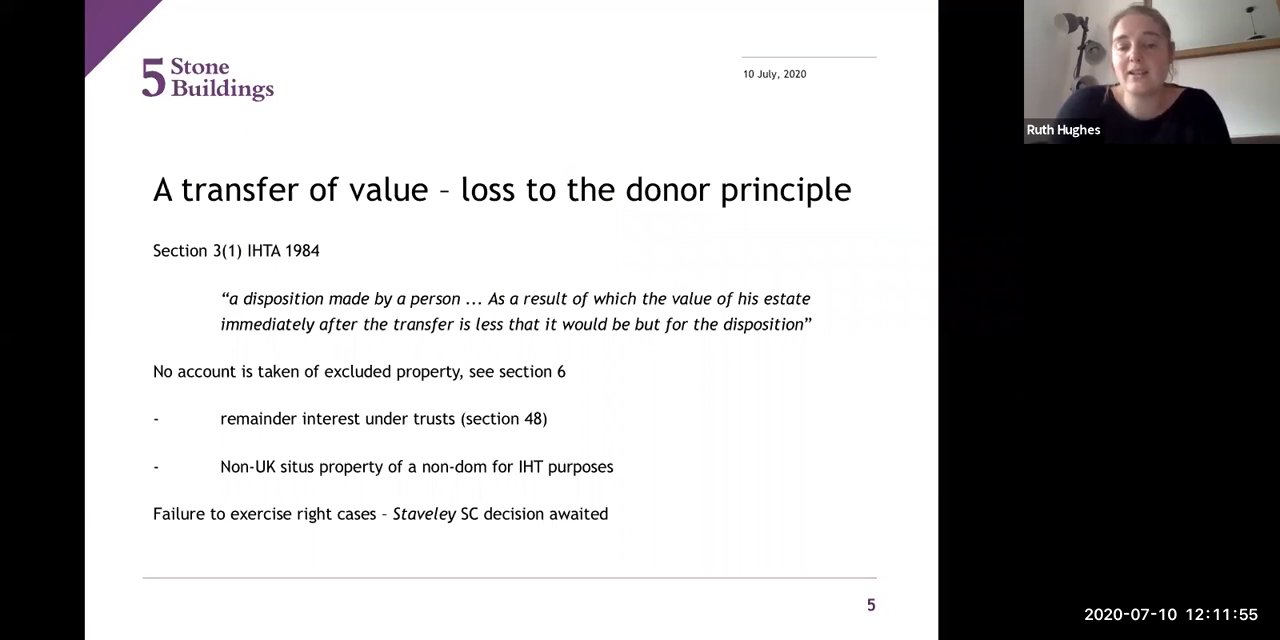 5 Stone
Buildings
10 July, 2020
Ruth Hughes
A transfer of value – loss to the donor principle
Section 3(1) IHTA 1984
“a disposition made by a person ... As a result of which the value of his estate
immediately after the transfer is less that it would be but for the disposition”
No account is taken of excluded property, see section 6
- remainder interest under trusts (section 48)
- Non-UK situs property of a non-dom for IHT purposes
Failure to exercise right cases – Staveley SC decision awaited
5
2020-07-10 12:11:55